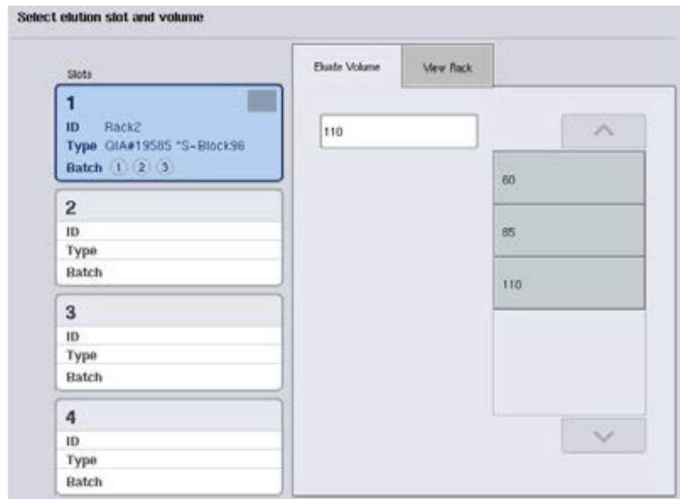 Select elution slot and volume
Slots
1
ID Rack2
Type QIA#19585 *S-Block96
Batch 1 2 3
2
ID
Type
Batch
3
ID
Type
Batch
4
ID
Type
Batch
Eluate Volume
View Rack
110
60
85
110